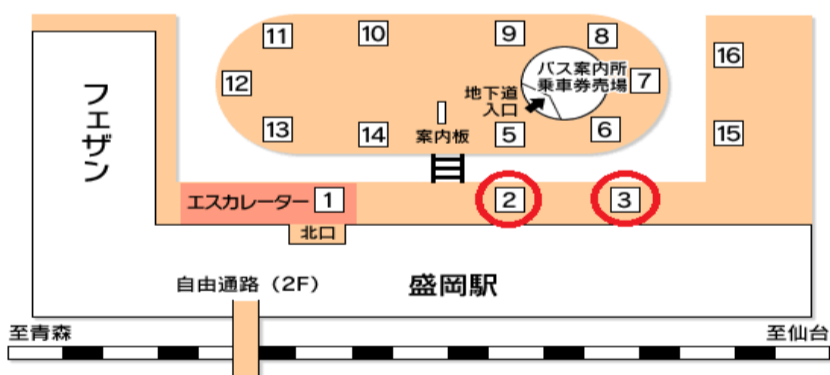 11
10
9
8
16
12
バス案内所
乗車券売場
7
地下道
入口
13
14
案内板
5
6
15
フェザン
エスカレーター
1
2
3
北口
自由通路（2F）
盛岡駅
至青森
至仙台